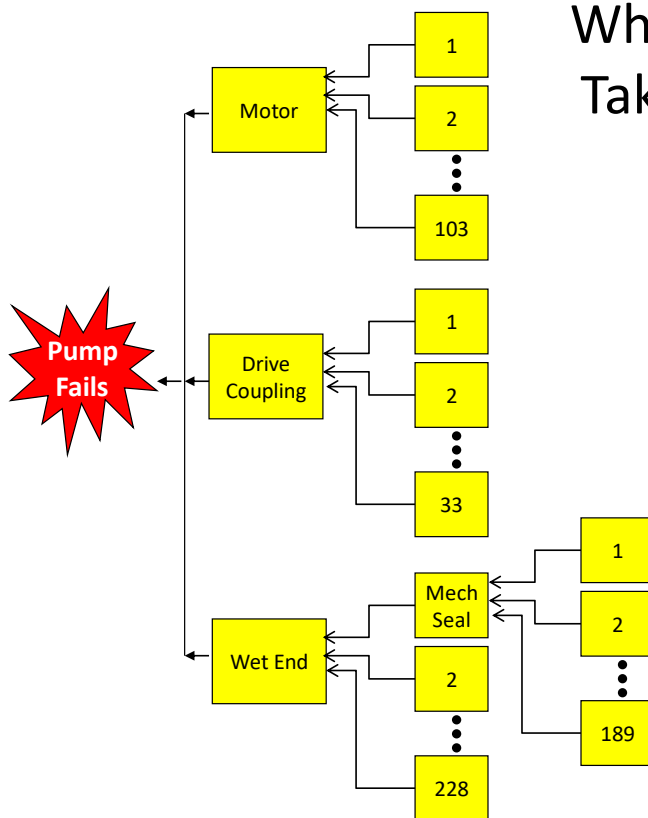 Wh
Tak
1
Motor
2
103
1
Pump
Fails
Drive
Coupling
2
33
1
Mech
Seal
2
Wet End
2
189
228